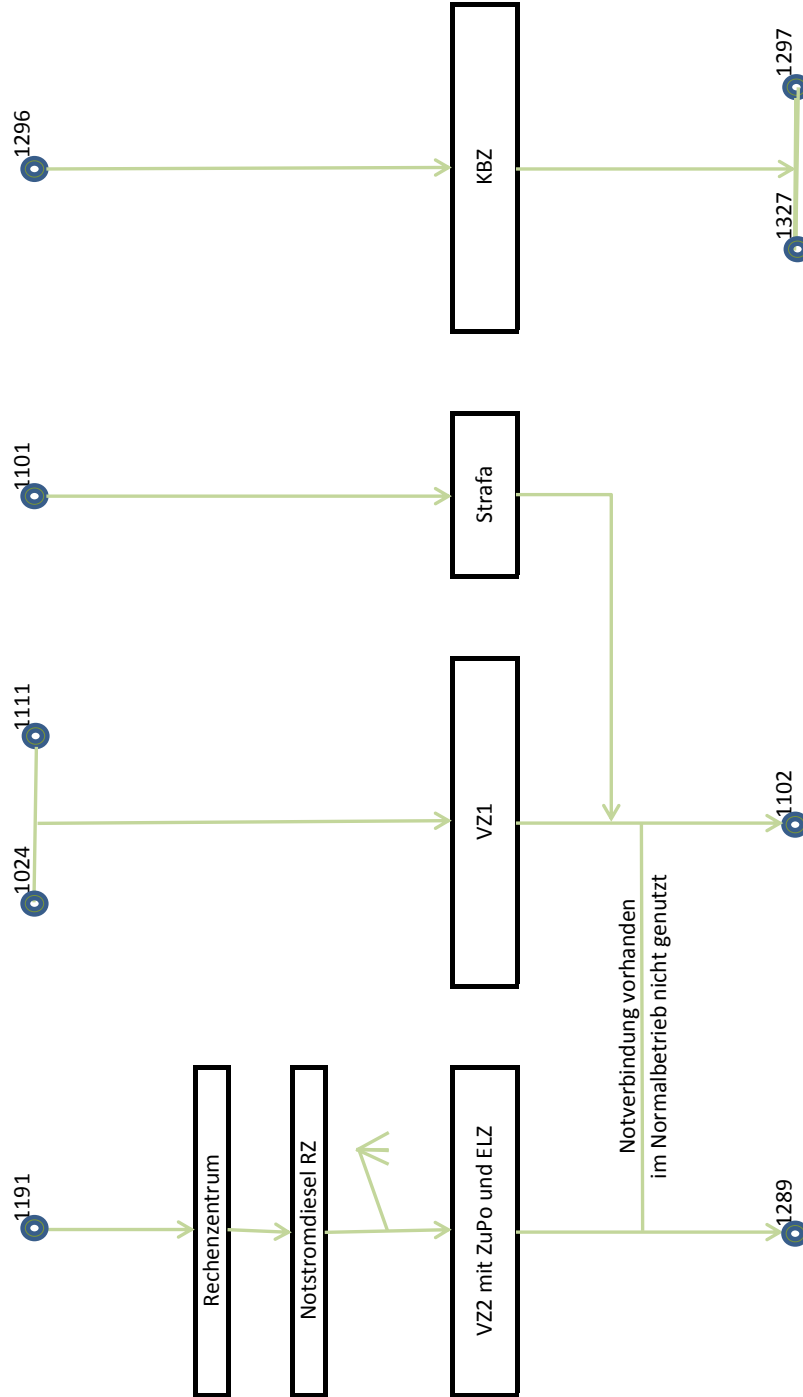 1191
1024
1111
1101
1296
Rechenzentrum
Notstromdiesel RZ
VZ2 mit ZuPo und ELZ
VZ1
Strafa
KBZ
Notverbindung vorhanden
im Normalbetrieb nicht genutzt
1289
1102
1327
1297